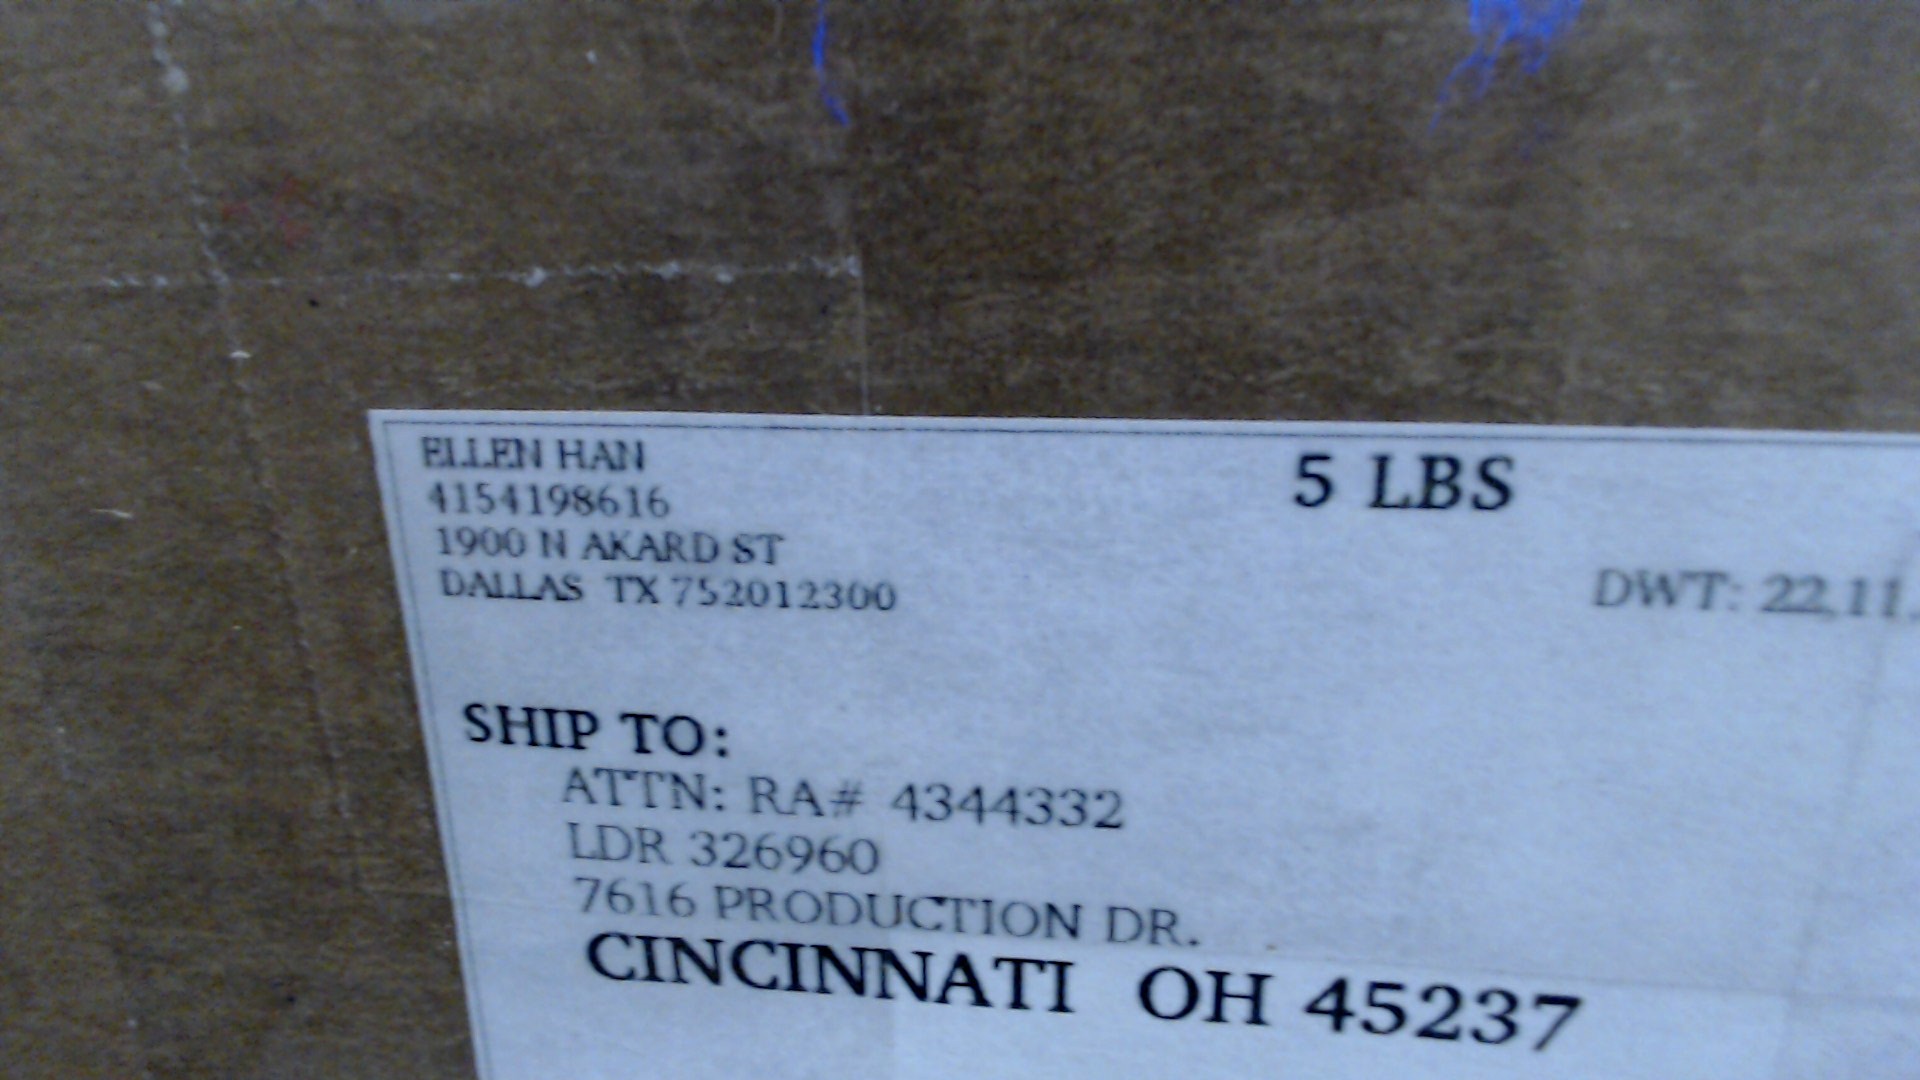 ELLEN HAN
4154198616
1900 N AKARD ST
DALLAS TX 752012300
5 LBS
DWT: 22,11,
SHIP TO:
ATTN: RA# 4344332
LDR 326960
7616 PRODUCTION DR.
CINCINNATI OH 45237